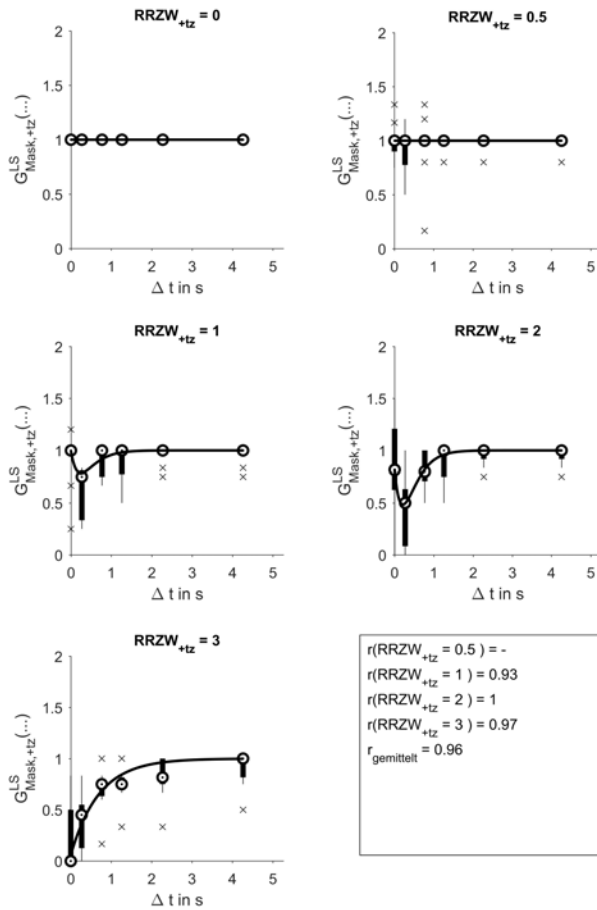 RRZW+tz = 0
2
1.5
1
0.5
0
G^LS_Mask,+tz(...)
0 1 2 3 4 5
Δ t in s
RRZW+tz = 0.5
2
1.5
1
0.5
0
G^LS_Mask,+tz(...)
0 1 2 3 4 5
Δ t in s
RRZW+tz = 1
2
1.5
1
0.5
0
G^LS_Mask,+tz(...)
0 1 2 3 4 5
Δ t in s
RRZW+tz = 2
2
1.5
1
0.5
0
G^LS_Mask,+tz(...)
0 1 2 3 4 5
Δ t in s
RRZW+tz = 3
2
1.5
1
0.5
0
G^LS_Mask,+tz(...)
0 1 2 3 4 5
Δ t in s
r(RRZW+tz = 0.5 ) = -
r(RRZW+tz = 1 ) = 0.93
r(RRZW+tz = 2 ) = 1
r(RRZW+tz = 3 ) = 0.97
rgemittelt = 0.96